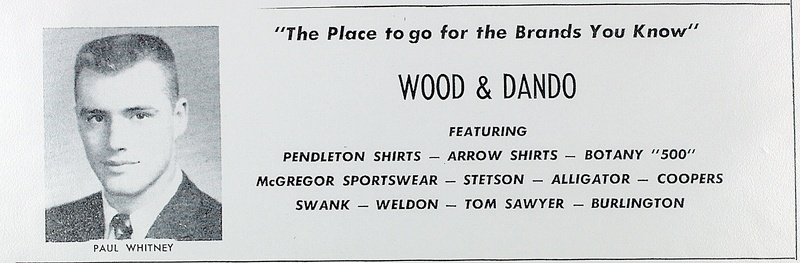 "The Place to go for the Brands You Know"
WOOD & DANDO
FEATURING
PENDLETON SHIRTS — ARROW SHIRTS — BOTANY "500"
McGREGOR SPORTSWEAR — STETSON — ALLIGATOR — COOPERS
SWANK — WELDON — TOM SAWYER — BURLINGTON
PAUL WHITNEY